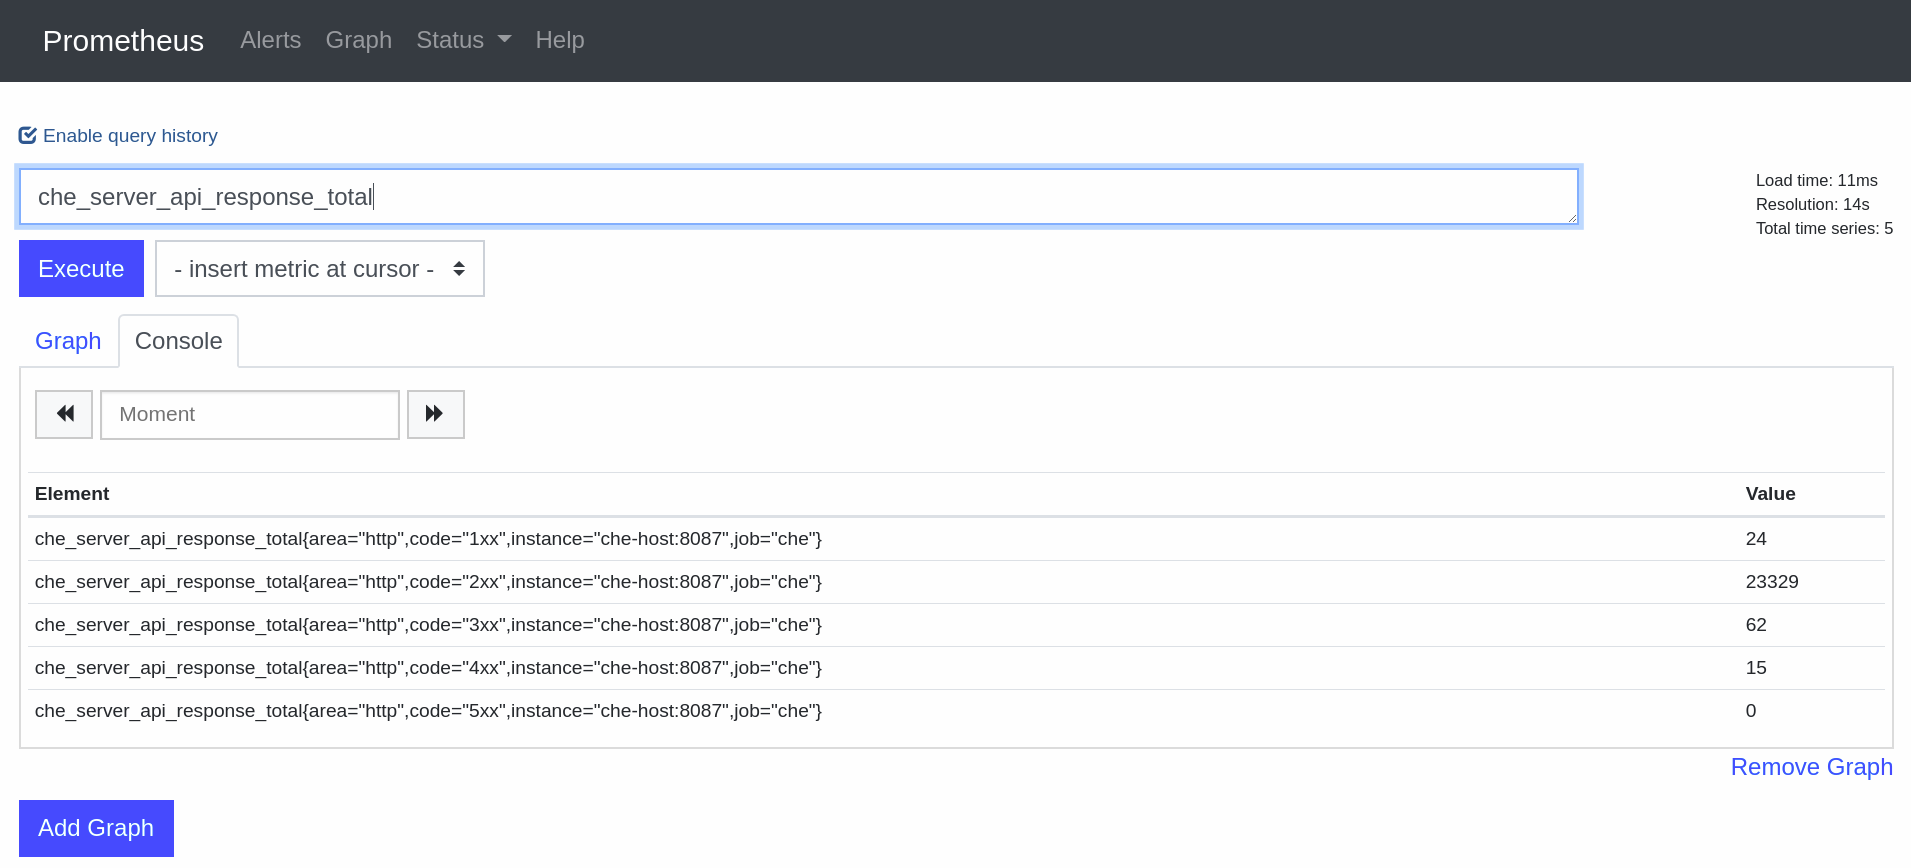 Prometheus Alerts Graph Status Help
Enable query history
che_server_api_response_total
Load time: 11ms
Resolution: 14s
Total time series: 5
Execute - insert metric at cursor -
Graph Console
Moment
Element Value
che_server_api_response_total{area="http",code="1xx",instance="che-host:8087",job="che"} 24
che_server_api_response_total{area="http",code="2xx",instance="che-host:8087",job="che"} 23329
che_server_api_response_total{area="http",code="3xx",instance="che-host:8087",job="che"} 62
che_server_api_response_total{area="http",code="4xx",instance="che-host:8087",job="che"} 15
che_server_api_response_total{area="http",code="5xx",instance="che-host:8087",job="che"} 0
Remove Graph
Add Graph